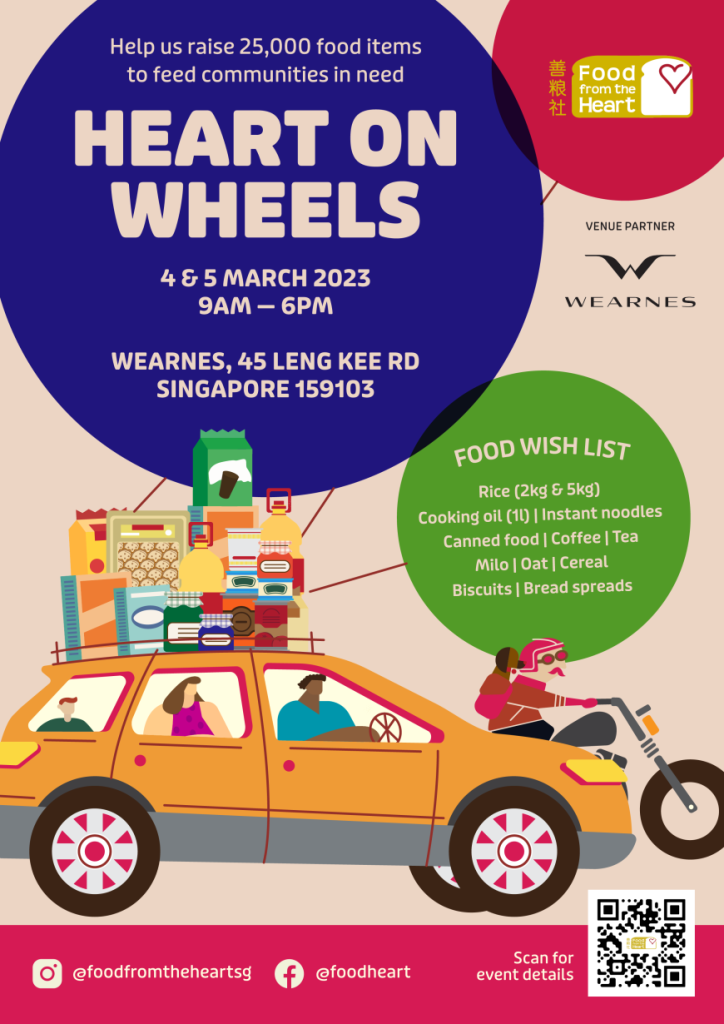 Help us raise 25,000 food items
to feed communities in need
HEART ON
WHEELS
4 & 5 MARCH 2023
9AM – 6PM
WEARNES, 45 LENG KEE RD
SINGAPORE 159103
善粮社
Food
from the
Heart
VENUE PARTNER
WEARNES
FOOD WISH LIST
Rice (2kg & 5kg)
Cooking oil (1l) | Instant noodles
Canned food | Coffee | Tea
Milo | Oat | Cereal
Biscuits | Bread spreads
@foodfromtheheartsg
@foodheart
Scan for
event details